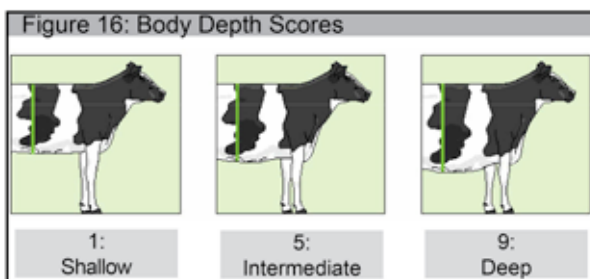 Figure 16: Body Depth Scores
1:
Shallow
5:
Intermediate
9:
Deep